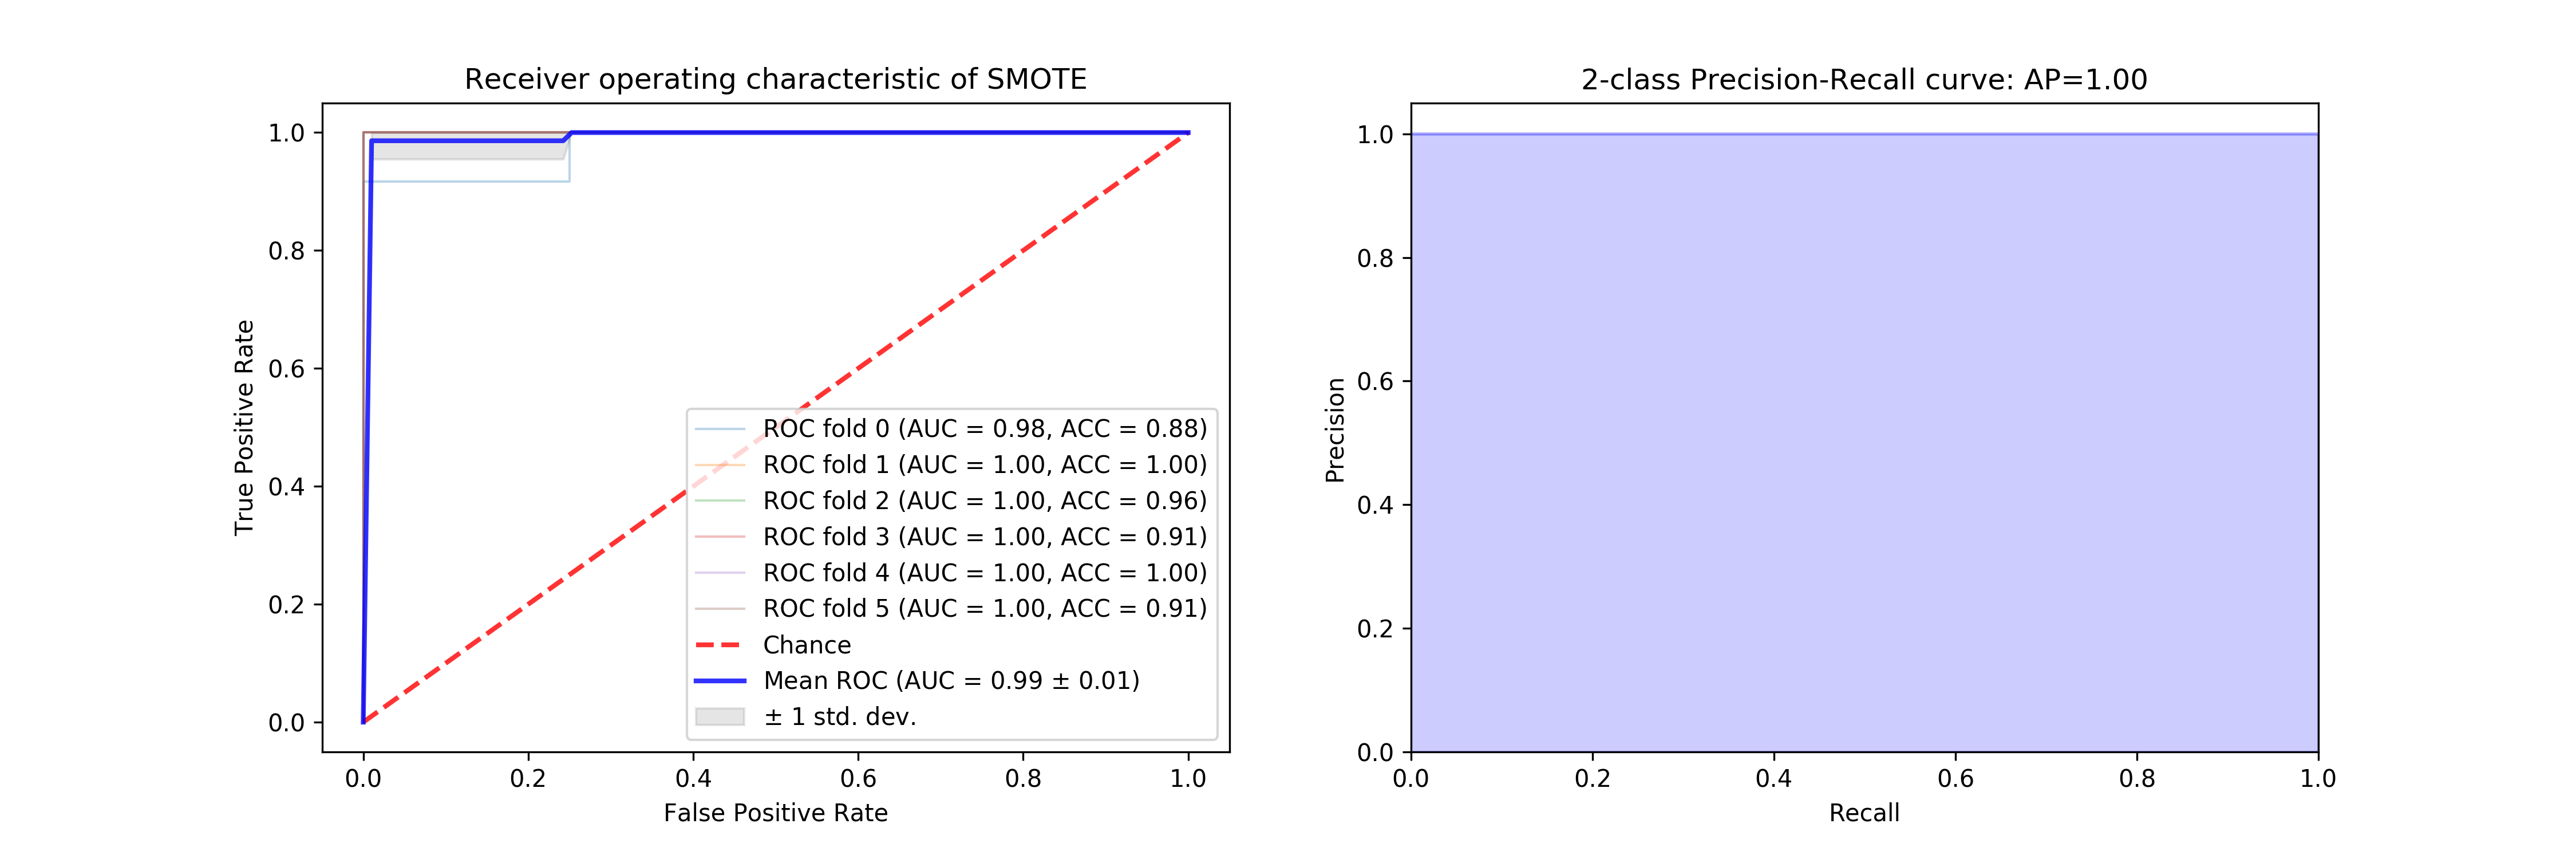 Receiver operating characteristic of SMOTE
True Positive Rate
1.0
0.8
0.6
0.4
0.2
0.0
ROC fold 0 (AUC = 0.98, ACC = 0.88)
ROC fold 1 (AUC = 1.00, ACC = 1.00)
ROC fold 2 (AUC = 1.00, ACC = 0.96)
ROC fold 3 (AUC = 1.00, ACC = 0.91)
ROC fold 4 (AUC = 1.00, ACC = 1.00)
ROC fold 5 (AUC = 1.00, ACC = 0.91)
Chance
Mean ROC (AUC = 0.99 ± 0.01)
± 1 std. dev.
0.0 0.2 0.4 0.6 0.8 1.0
False Positive Rate
2-class Precision-Recall curve: AP=1.00
Precision
1.0
0.8
0.6
0.4
0.2
0.0
0.0 0.2 0.4 0.6 0.8 1.0
Recall